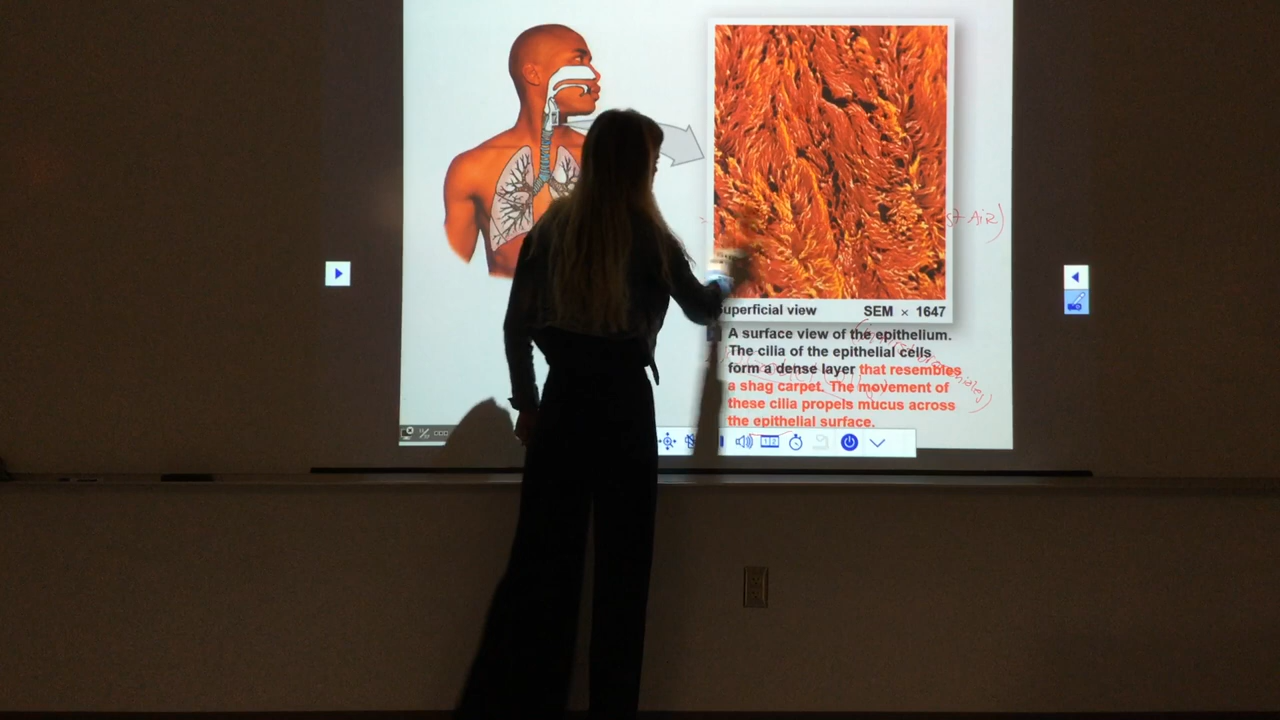 Superficial view SEM × 1647
A surface view of the epithelium.
The cilia of the epithelial cells
form a dense layer that resembles
a shag carpet. The movement of
these cilia propels mucus across
the epithelial surface.